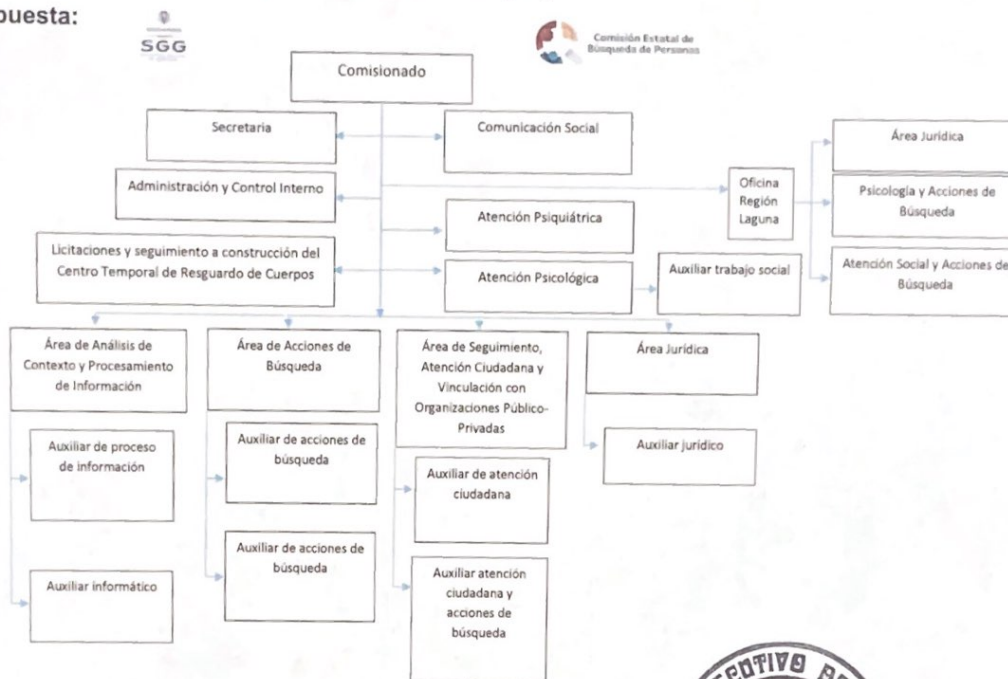 puesta:
SGG
Comisión Estatal de
Búsqueda de Personas
Comisionado
Secretaria
Comunicación Social
Administración y Control Interno
Oficina
Región
Laguna
Área Jurídica
Psicología y Acciones de
Búsqueda
Atención Social y Acciones de
Búsqueda
Atención Psiquiátrica
Licitaciones y seguimiento a construcción del
Centro Temporal de Resguardo de Cuerpos
Atención Psicológica
Auxiliar trabajo social
Área de Análisis de
Contexto y Procesamiento
de Información
Área de Acciones de
Búsqueda
Área de Seguimiento,
Atención Ciudadana y
Vinculación con
Organizaciones Público-
Privadas
Área Jurídica
Auxiliar de proceso
de información
Auxiliar de acciones de
búsqueda
Auxiliar de atención
ciudadana
Auxiliar jurídico
Auxiliar informático
Auxiliar de acciones de
búsqueda
Auxiliar atención
ciudadana y
acciones de
búsqueda